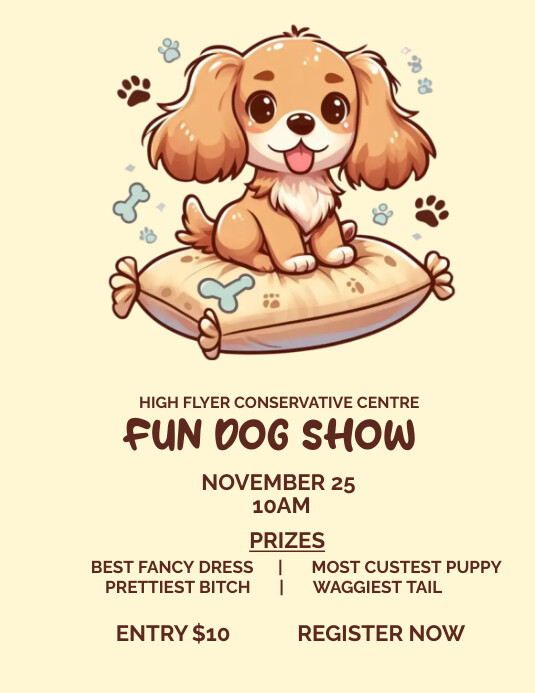 HIGH FLYER CONSERVATIVE CENTRE
FUN DOG SHOW
NOVEMBER 25
10AM
PRIZES
BEST FANCY DRESS | MOST CUSTEST PUPPY
PRETTIEST BITCH | WAGGIEST TAIL
ENTRY $10 REGISTER NOW